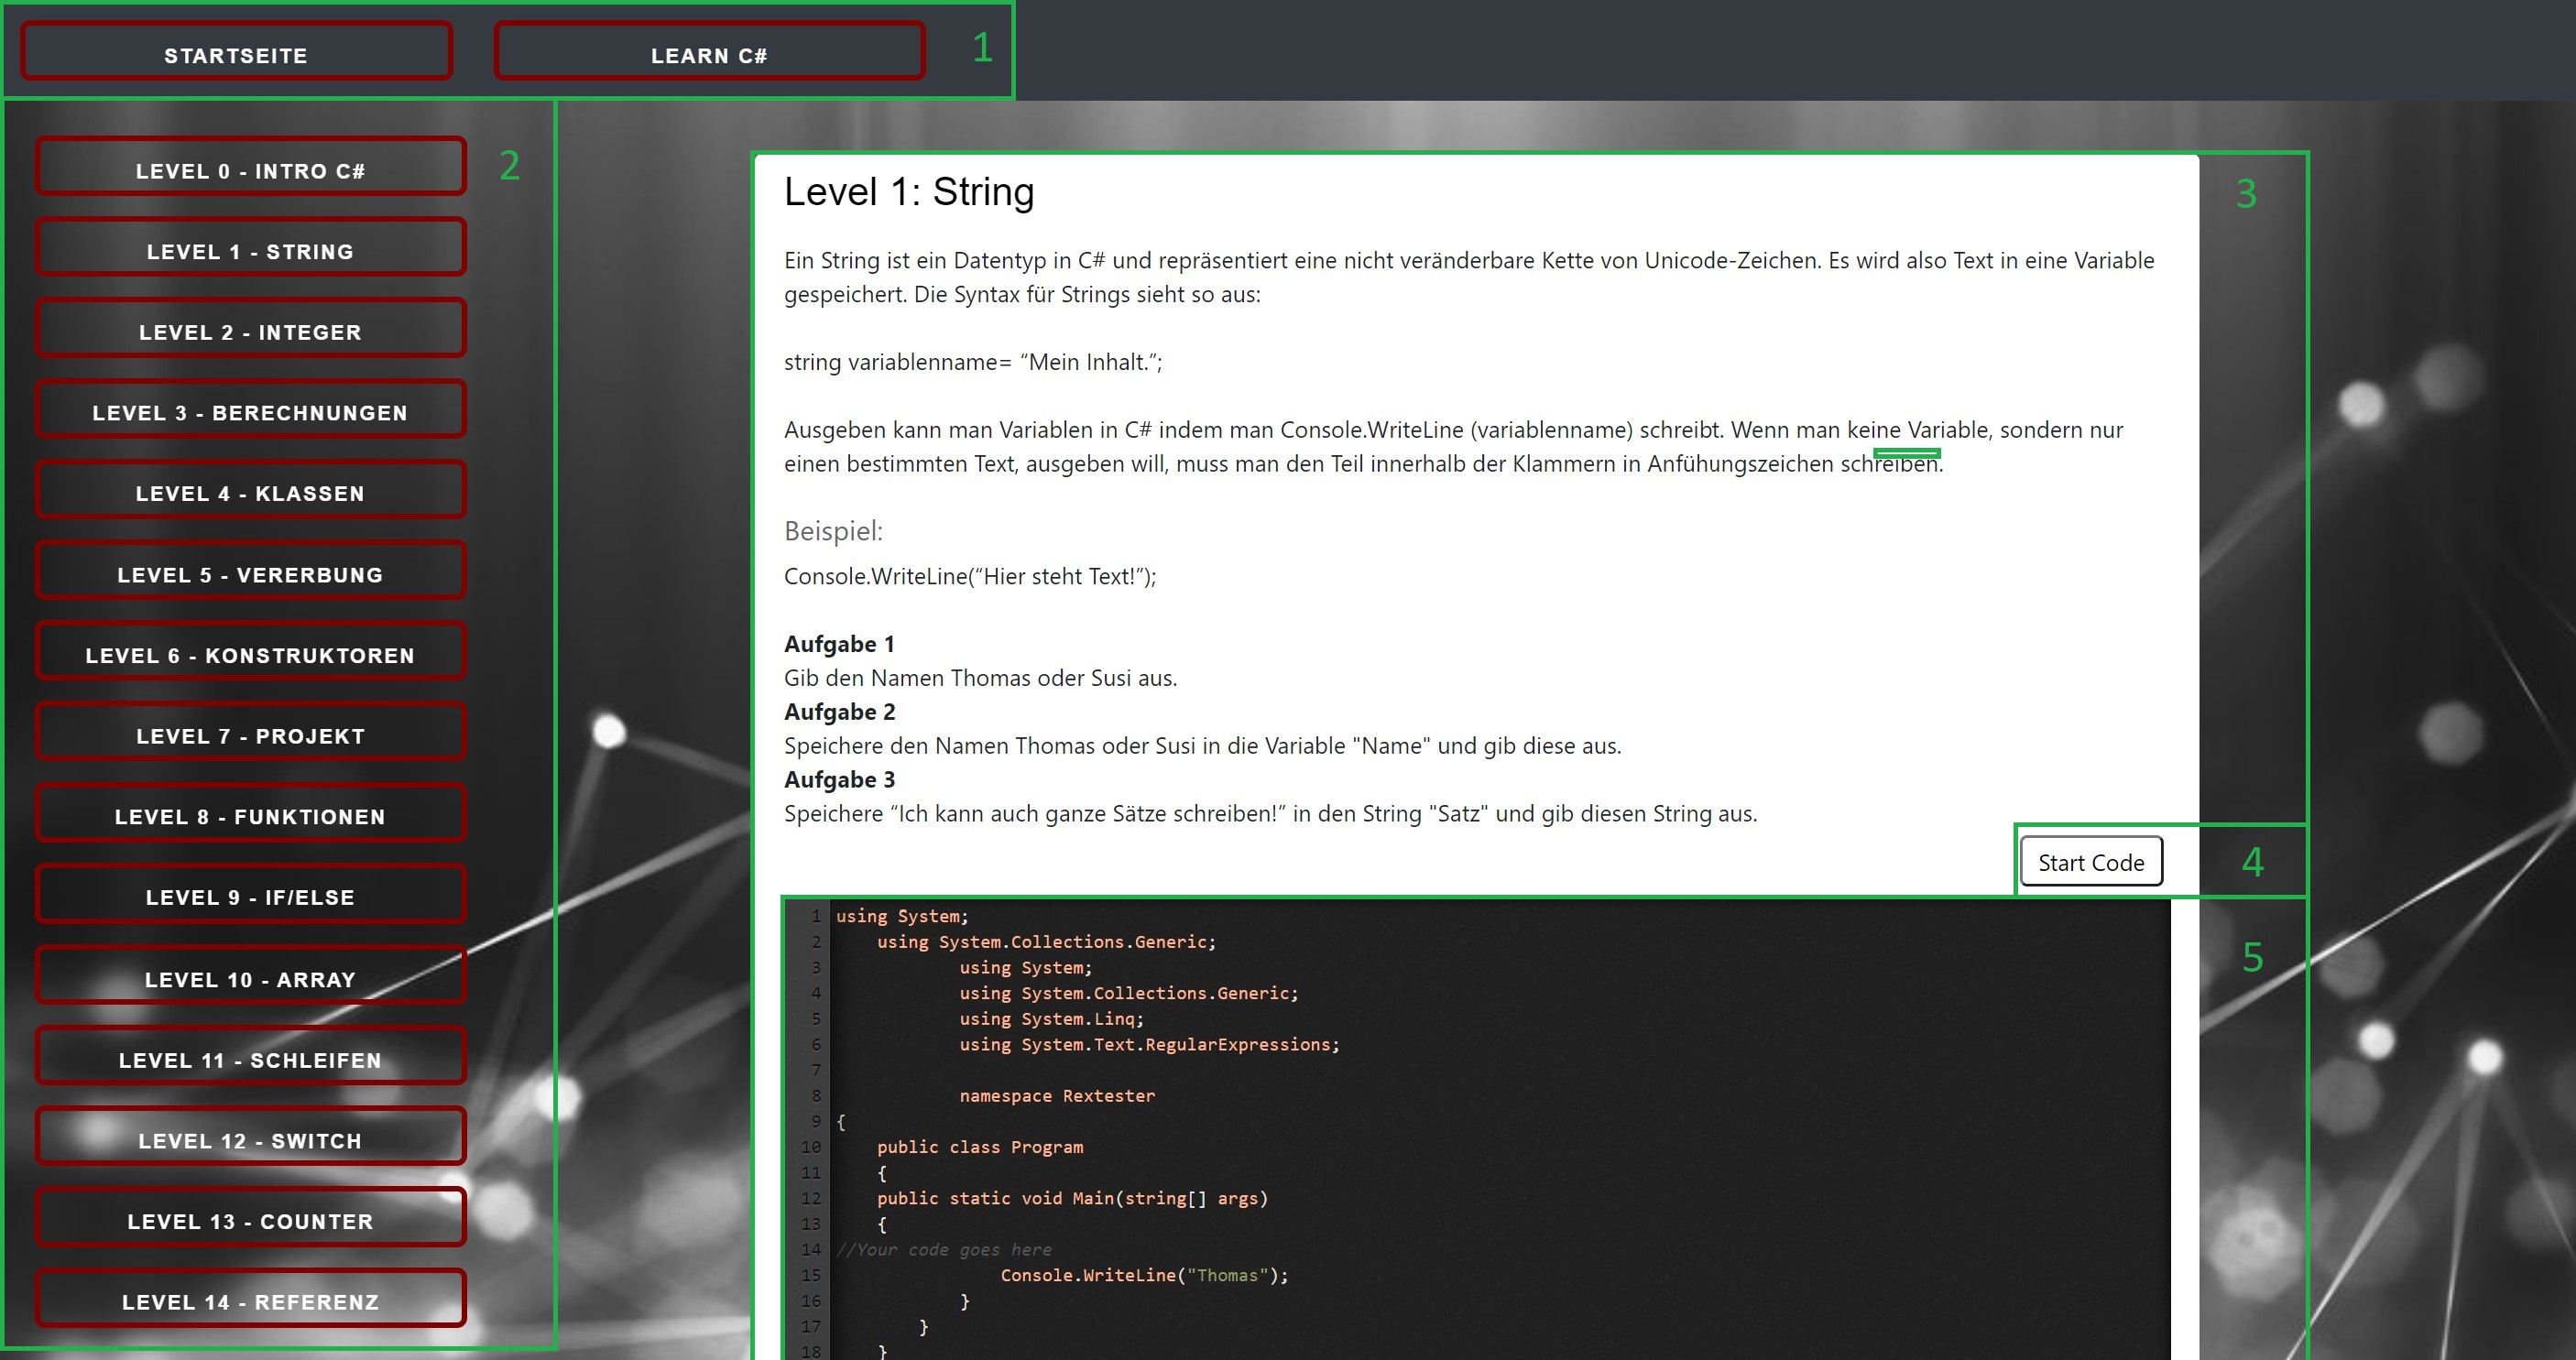 STARTSEITE
LEARN C#
1
LEVEL 0 - INTRO C#
2
LEVEL 1 - STRING
LEVEL 2 - INTEGER
LEVEL 3 - BERECHNUNGEN
LEVEL 4 - KLASSEN
LEVEL 5 - VERERBUNG
LEVEL 6 - KONSTRUKTOREN
LEVEL 7 - PROJEKT
LEVEL 8 - FUNKTIONEN
LEVEL 9 - IF/ELSE
LEVEL 10 - ARRAY
LEVEL 11 - SCHLEIFEN
LEVEL 12 - SWITCH
LEVEL 13 - COUNTER
LEVEL 14 - REFERENZ
3
Level 1: String
Ein String ist ein Datentyp in C# und repräsentiert eine nicht veränderbare Kette von Unicode-Zeichen. Es wird also Text in eine Variable
gespeichert. Die Syntax für Strings sieht so aus:
string variablenname= “Mein Inhalt.”;
Ausgeben kann man Variablen in C# indem man Console.WriteLine (variablenname) schreibt. Wenn man keine Variable, sondern nur
einen bestimmten Text, ausgeben will, muss man den Teil innerhalb der Klammern in Anfühungszeichen schreiben.
Beispiel:
Console.WriteLine(“Hier steht Text!”);
Aufgabe 1
Gib den Namen Thomas oder Susi aus.
Aufgabe 2
Speichere den Namen Thomas oder Susi in die Variable "Name" und gib diese aus.
Aufgabe 3
Speichere “Ich kann auch ganze Sätze schreiben!” in den String "Satz" und gib diesen String aus.
Start Code
4
5
1 using System;
2 using System.Collections.Generic;
3 using System;
4 using System.Collections.Generic;
5 using System.Linq;
6 using System.Text.RegularExpressions;
7
8 namespace Rextester
9 {
10 public class Program
11 {
12 public static void Main(string[] args)
13 {
14 //Your code goes here
15 Console.WriteLine("Thomas");
16 }
17 }
18 }